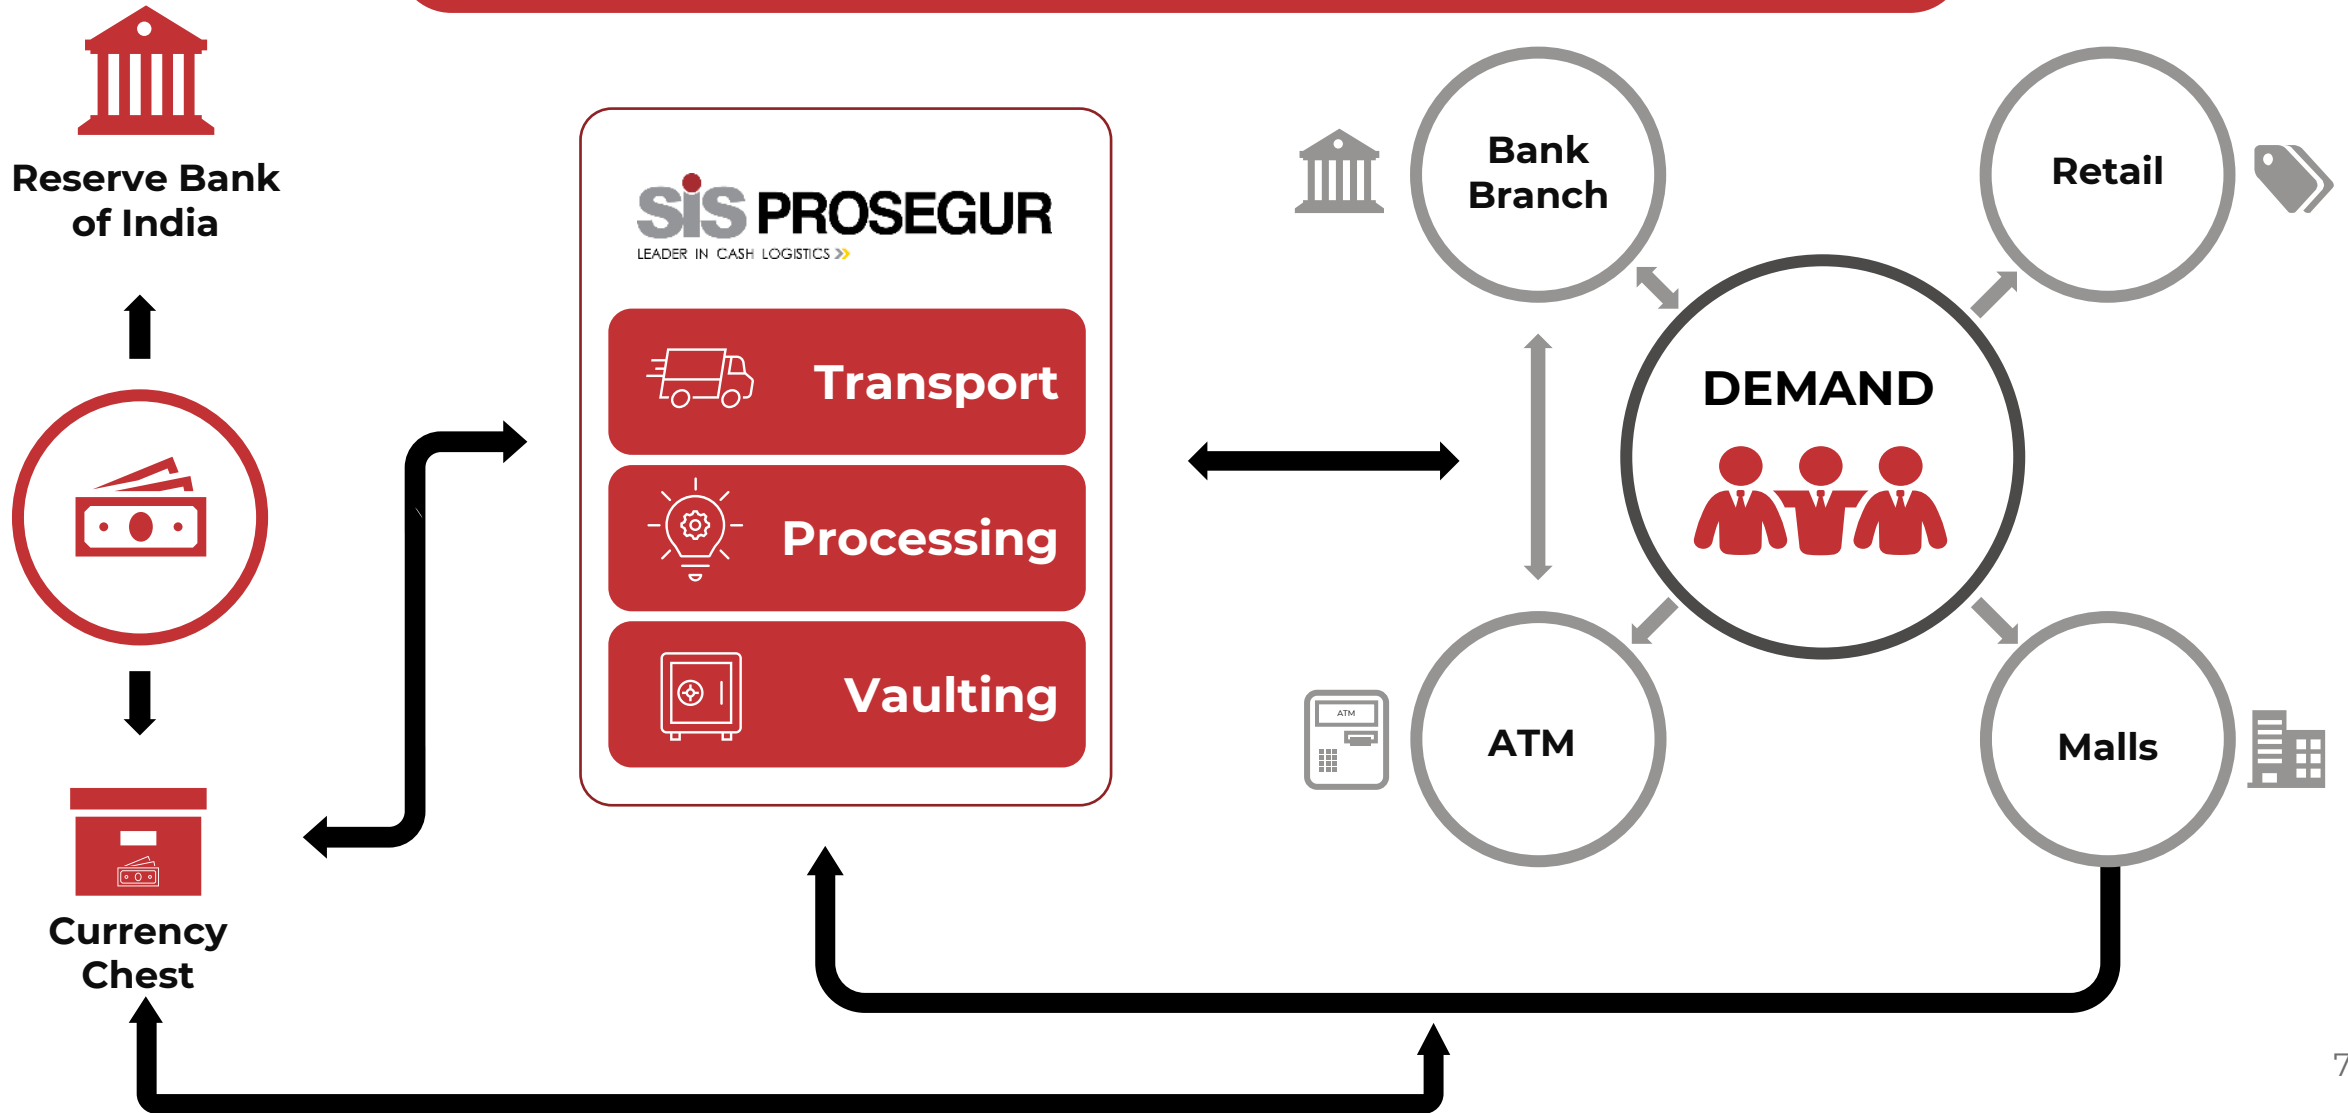 Reserve Bank
of India
Currency
Chest
SIS PROSEGUR
LEADER IN CASH LOGISTICS
Transport
Processing
Vaulting
Bank
Branch
Retail
DEMAND
ATM
ATM
Malls
7